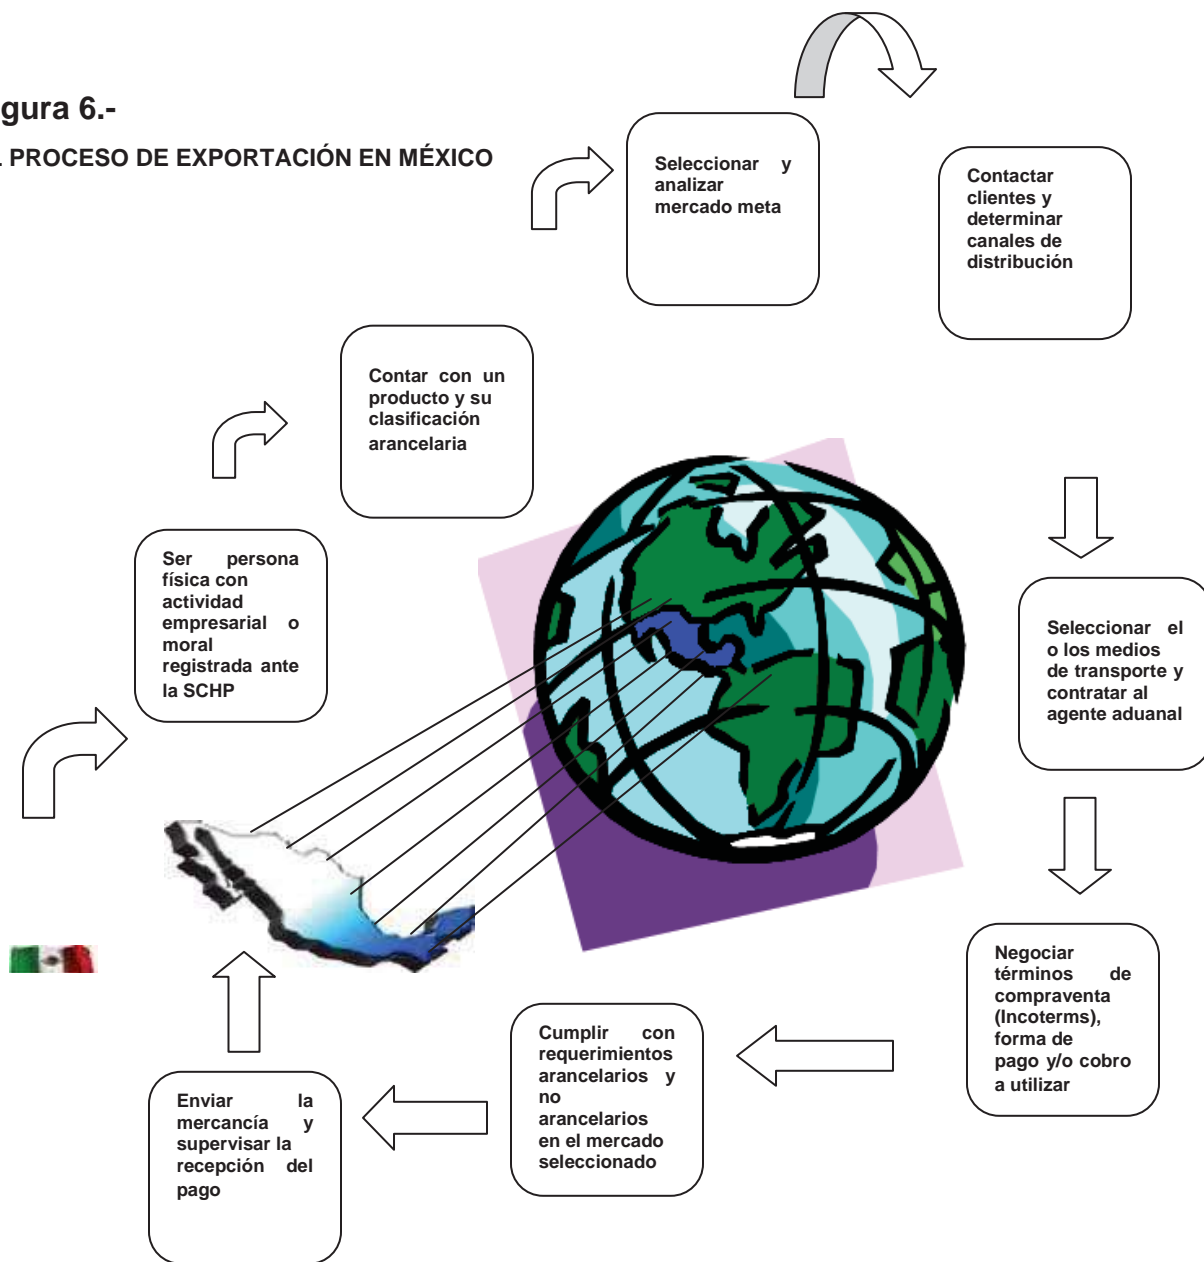 gura 6.-
PROCESO DE EXPORTACIÓN EN MÉXICO
Seleccionar y
analizar
mercado meta
Contactar
clientes y
determinar
canales de
distribución
Contar con un
producto y su
clasificación
arancelaria
Ser persona
física con
actividad
empresarial o
moral
registrada ante
la SCHP
Seleccionar el
o los medios
de transporte y
contratar al
agente aduanal
Negociar
términos de
compraventa
(Incoterms),
forma de
pago y/o cobro
a utilizar
Cumplir con
requerimientos
arancelarios y
no
arancelarios
en el mercado
seleccionado
Enviar la
mercancía y
supervisar la
recepción del
pago